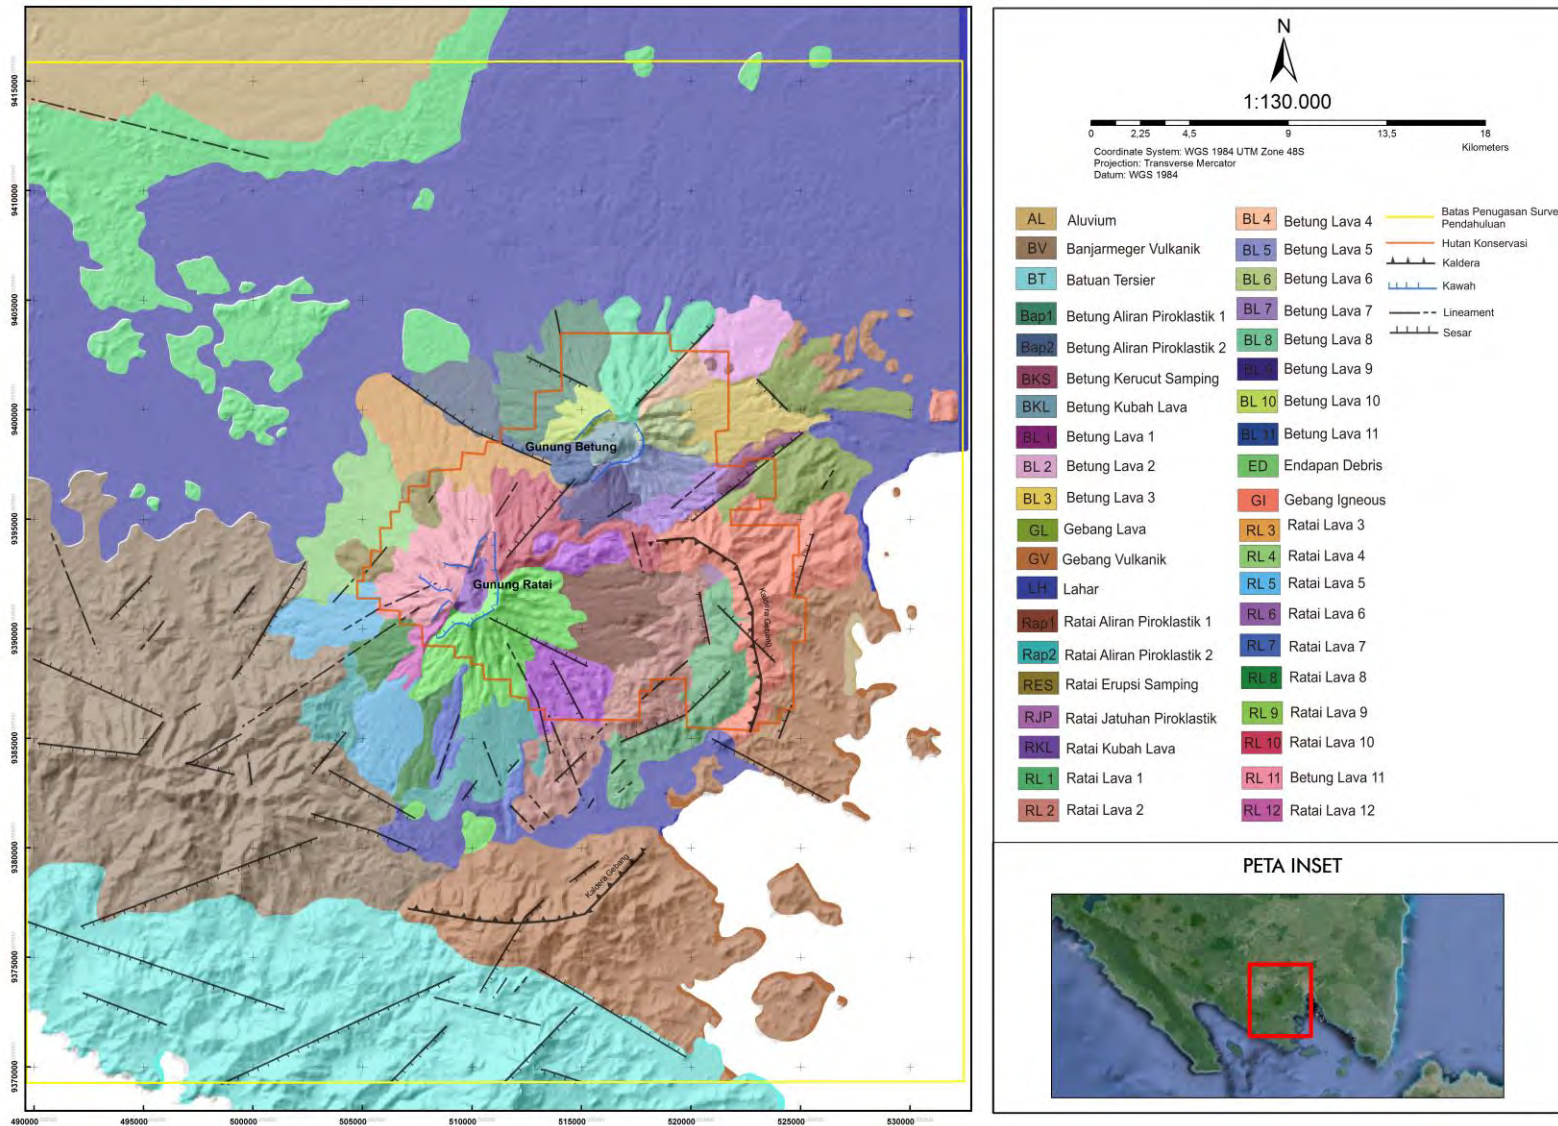 9415000
9410000
9405000
9400000
9395000
9390000
9385000
9380000
9375000
9370000
490000
495000
500000
505000
510000
515000
520000
525000
530000
Gunung Betung
Gunung Ratai
Kaldera Gebang
Kaldera Gebang
N
1:130.000
0 2,25 4,5 9 13,5 18
Kilometers
Coordinate System: WGS 1984 UTM Zone 48S
Projection: Transverse Mercator
Datum: WGS 1984
AL Aluvium
BV Banjarmeger Vulkanik
BT Batuan Tersier
Bap1 Betung Aliran Piroklastik 1
Bap2 Betung Aliran Piroklastik 2
BKS Betung Kerucut Samping
BKL Betung Kubah Lava
BL 1 Betung Lava 1
BL 2 Betung Lava 2
BL 3 Betung Lava 3
GL Gebang Lava
GV Gebang Vulkanik
LH Lahar
Rap1 Ratai Aliran Piroklastik 1
Rap2 Ratai Aliran Piroklastik 2
RES Ratai Erupsi Samping
RJP Ratai Jatuhan Piroklastik
RKL Ratai Kubah Lava
RL 1 Ratai Lava 1
RL 2 Ratai Lava 2
BL 4 Betung Lava 4
BL 5 Betung Lava 5
BL 6 Betung Lava 6
BL 7 Betung Lava 7
BL 8 Betung Lava 8
BL 9 Betung Lava 9
BL 10 Betung Lava 10
BL 11 Betung Lava 11
ED Endapan Debris
GI Gebang Igneous
RL 3 Ratai Lava 3
RL 4 Ratai Lava 4
RL 5 Ratai Lava 5
RL 6 Ratai Lava 6
RL 7 Ratai Lava 7
RL 8 Ratai Lava 8
RL 9 Ratai Lava 9
RL 10 Ratai Lava 10
RL 11 Betung Lava 11
RL 12 Ratai Lava 12
Batas Penugasan Surve
Pendahuluan
Hutan Konservasi
Kaldera
Kawah
Lineament
Sesar
PETA INSET